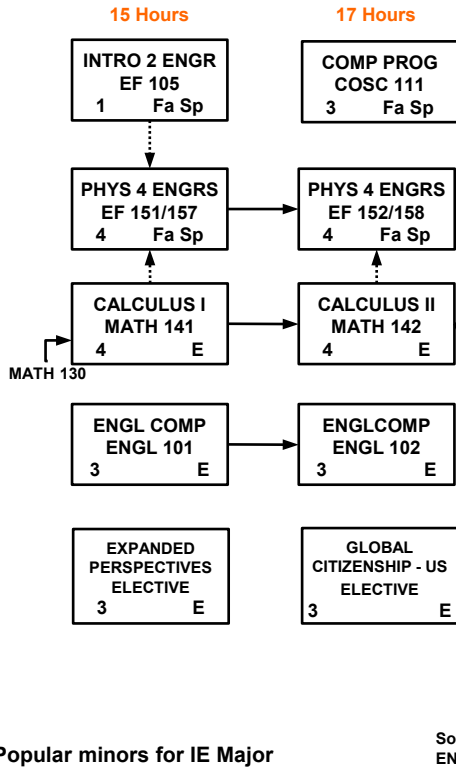 15 Hours
17 Hours
INTRO 2 ENGR
EF 105
1 Fa Sp
COMP PROG
COSC 111
3 Fa Sp
PHYS 4 ENGRS
EF 151/157
4 Fa Sp
PHYS 4 ENGRS
EF 152/158
4 Fa Sp
CALCULUS I
MATH 141
4 E
CALCULUS II
MATH 142
4 E
MATH 130
ENGL COMP
ENGL 101
3 E
ENGLCOMP
ENGL 102
3 E
EXPANDED
PERSPECTIVES
ELECTIVE
3 E
GLOBAL
CITIZENSHIP - US
ELECTIVE
3 E
Popular minors for IE Major
So
EN